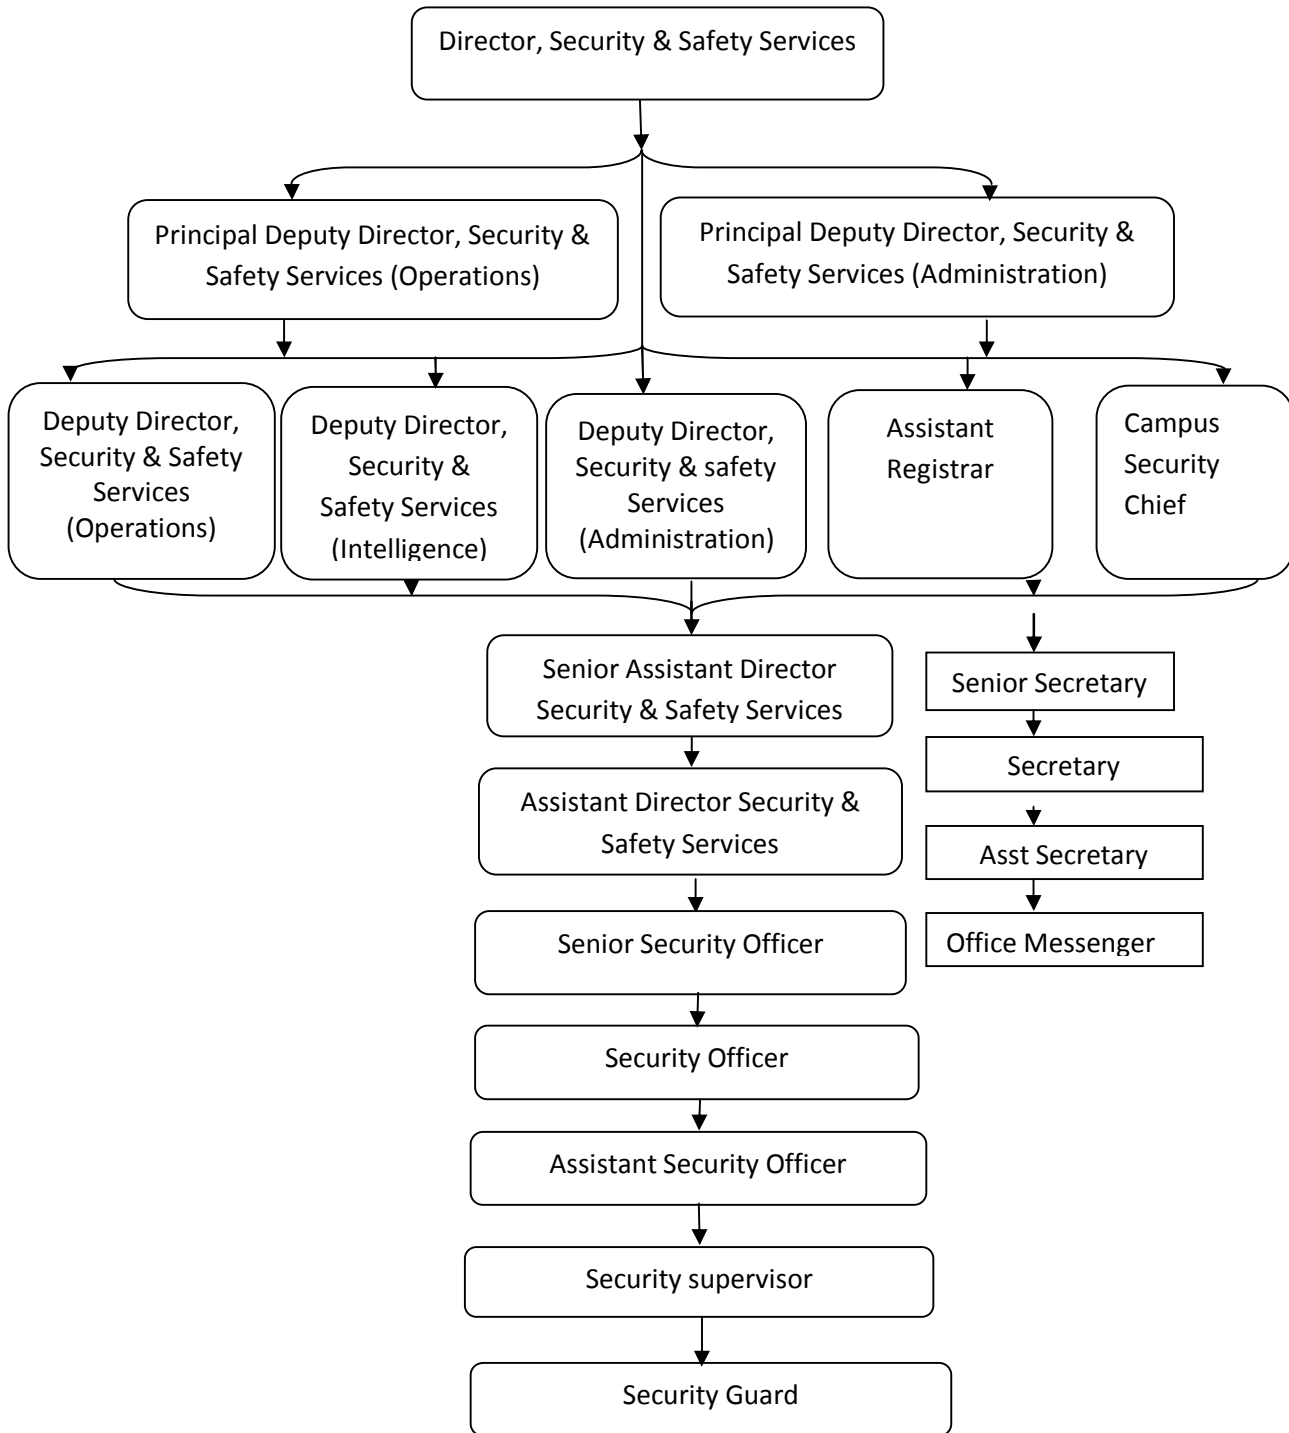 Director, Security & Safety Services
Principal Deputy Director, Security &
Safety Services (Operations)
Principal Deputy Director, Security &
Safety Services (Administration)
Deputy Director,
Security & Safety
Services
(Operations)
Deputy Director,
Security &
Safety Services
(Intelligence)
Deputy Director,
Security & safety
Services
(Administration)
Assistant
Registrar
Campus
Security
Chief
Senior Assistant Director
Security & Safety Services
Senior Secretary
Secretary
Assistant Director Security &
Safety Services
Asst Secretary
Senior Security Officer
Office Messenger
Security Officer
Assistant Security Officer
Security supervisor
Security Guard